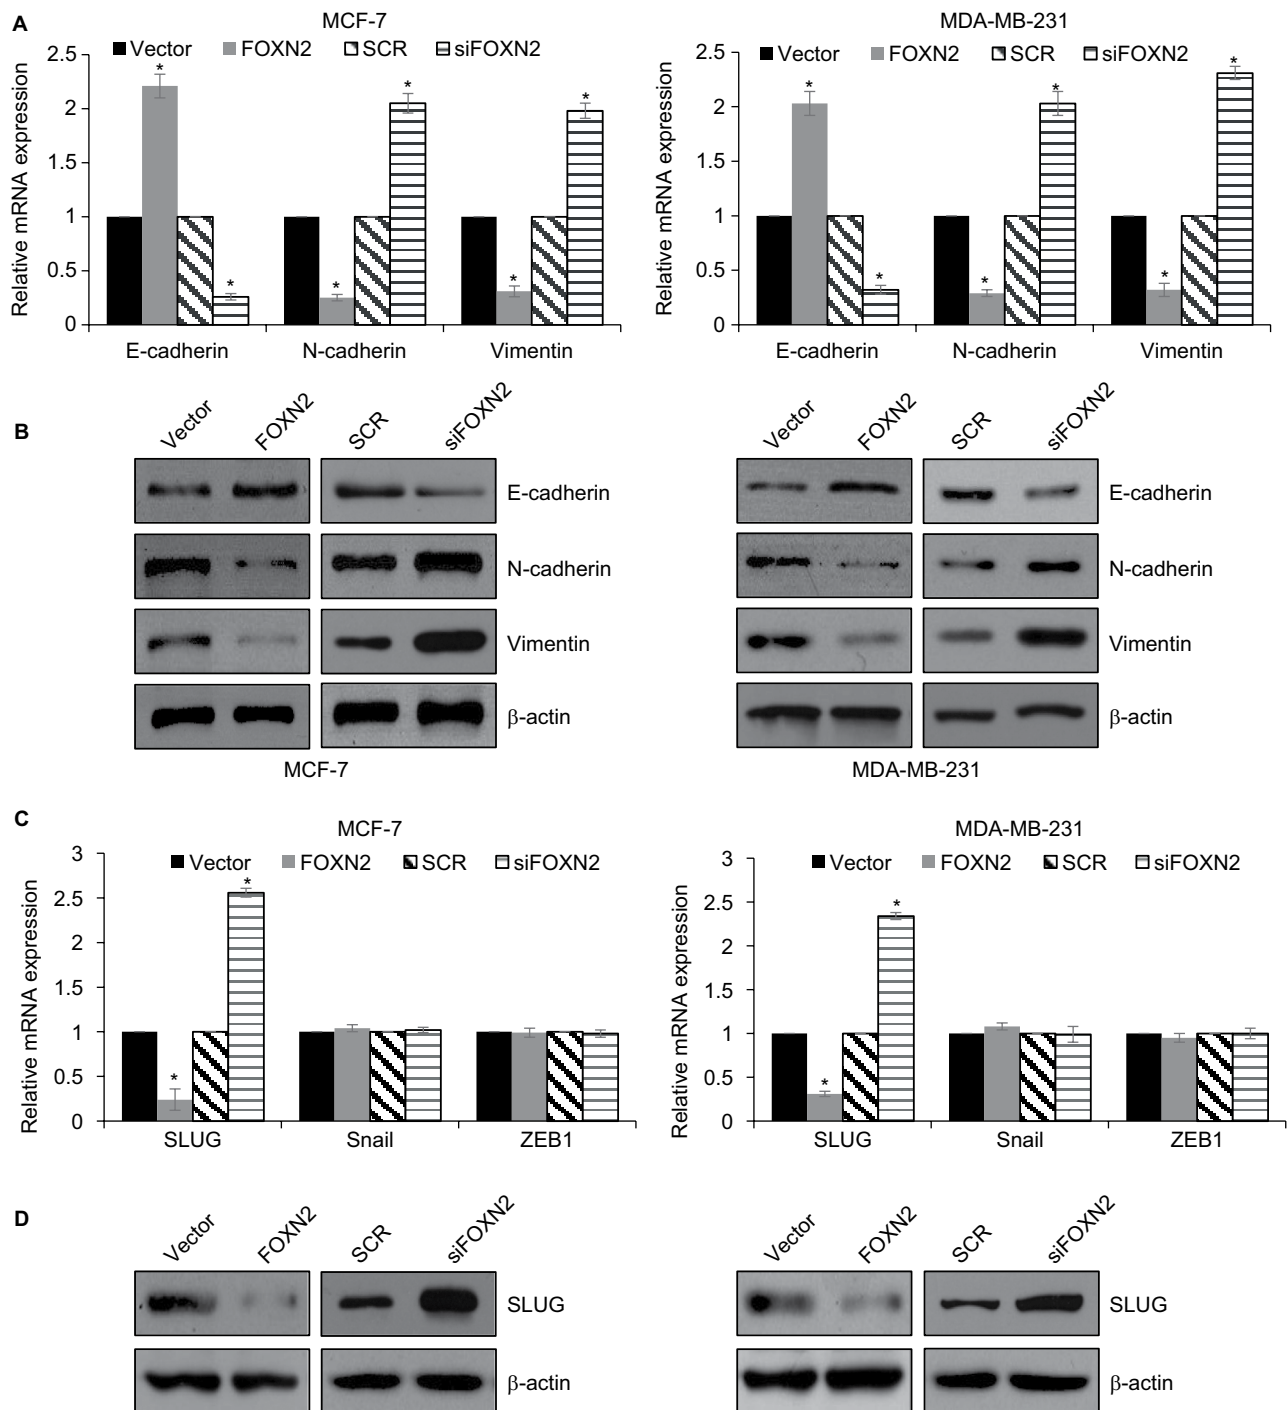 A
MCF-7
Vector FOXN2 SCR siFOXN2
Relative mRNA expression
2.5
2
1.5
1
0.5
0
* * * * * *
E-cadherin N-cadherin Vimentin
MDA-MB-231
Vector FOXN2 SCR siFOXN2
Relative mRNA expression
2.5
2
1.5
1
0.5
0
* * * * * *
E-cadherin N-cadherin Vimentin
B
Vector FOXN2 SCR siFOXN2
E-cadherin
N-cadherin
Vimentin
β-actin
MCF-7
Vector FOXN2 SCR siFOXN2
E-cadherin
N-cadherin
Vimentin
β-actin
MDA-MB-231
C
MCF-7
Vector FOXN2 SCR siFOXN2
Relative mRNA expression
3
2.5
2
1.5
1
0.5
0
* *
SLUG Snail ZEB1
MDA-MB-231
Vector FOXN2 SCR siFOXN2
Relative mRNA expression
3
2.5
2
1.5
1
0.5
0
* *
SLUG Snail ZEB1
D
Vector FOXN2 SCR siFOXN2
SLUG
β-actin
Vector FOXN2 SCR siFOXN2
SLUG
β-actin